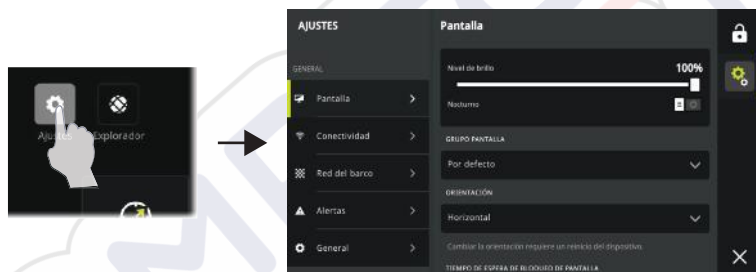 Ajustes
Explorador
AJUSTES
GENERAL
Pantalla
Conectividad
Red del barco
Alertas
General
Pantalla
Nivel de brillo
100%
Nocturno
GRUPO PANTALLA
Por defecto
ORIENTACIÓN
Horizontal
Cambiar la orientación requiere un reinicio del dispositivo.
TIEMPO DE ESPERA DE BLOQUEO DE PANTALLA